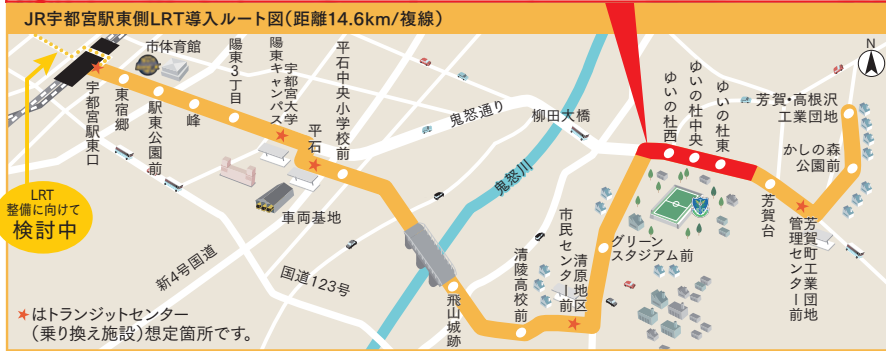 JR宇都宮駅東側LRT導入ルート図(距離14.6km/複線)
N
LRT
整備に向けて
検討中
宇都宮駅東口
東宿郷
市体育館
駅東公園前
峰
陽東3丁目
宇都宮大学
陽東キャンパス
平石
平石中央小学校前
車両基地
鬼怒通り
新4号国道
国道123号
鬼怒川
柳田大橋
飛山城跡
清陵高校前
清原地区
市民センター前
グリーン
スタジアム前
ゆいの杜西
ゆいの杜中央
ゆいの杜東
芳賀台
芳賀町工業団地
管理センター前
かしの森
公園前
芳賀・高根沢
工業団地
★はトランジットセンター
(乗り換え施設)想定箇所です。